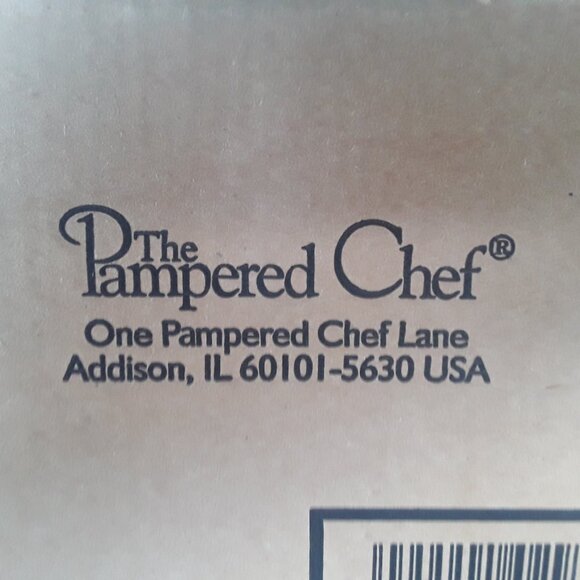 The
Pampered Chef®
One Pampered Chef Lane
Addison, IL 60101-5630 USA